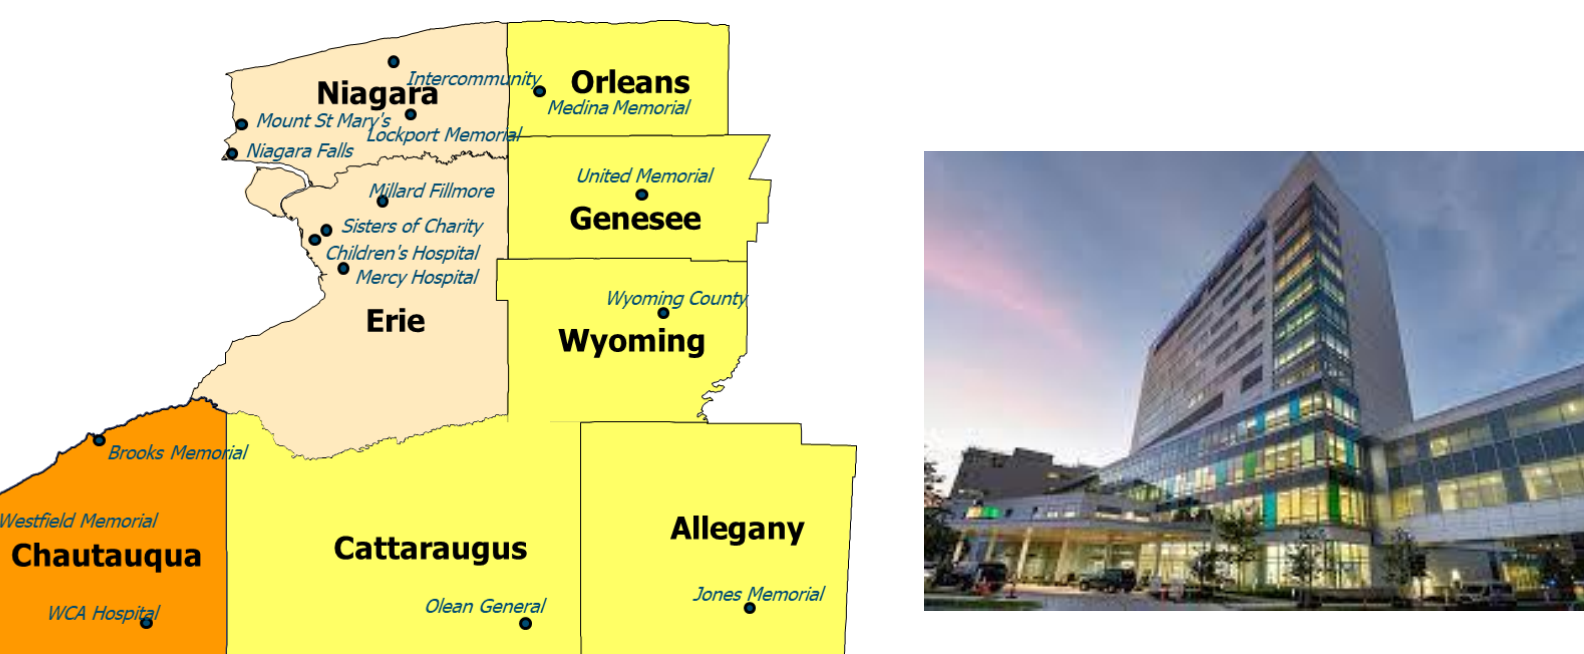 Intercommunity
Niagara
Orleans
Medina Memorial
Mount St Mary's
Lockport Memorial
Niagara Falls
Millard Fillmore
United Memorial
Genesee
Sisters of Charity
Children's Hospital
Mercy Hospital
Erie
Wyoming County
Wyoming
Brooks Memorial
Westfield Memorial
Chautauqua
WCA Hospital
Cattaraugus
Olean General
Allegany
Jones Memorial